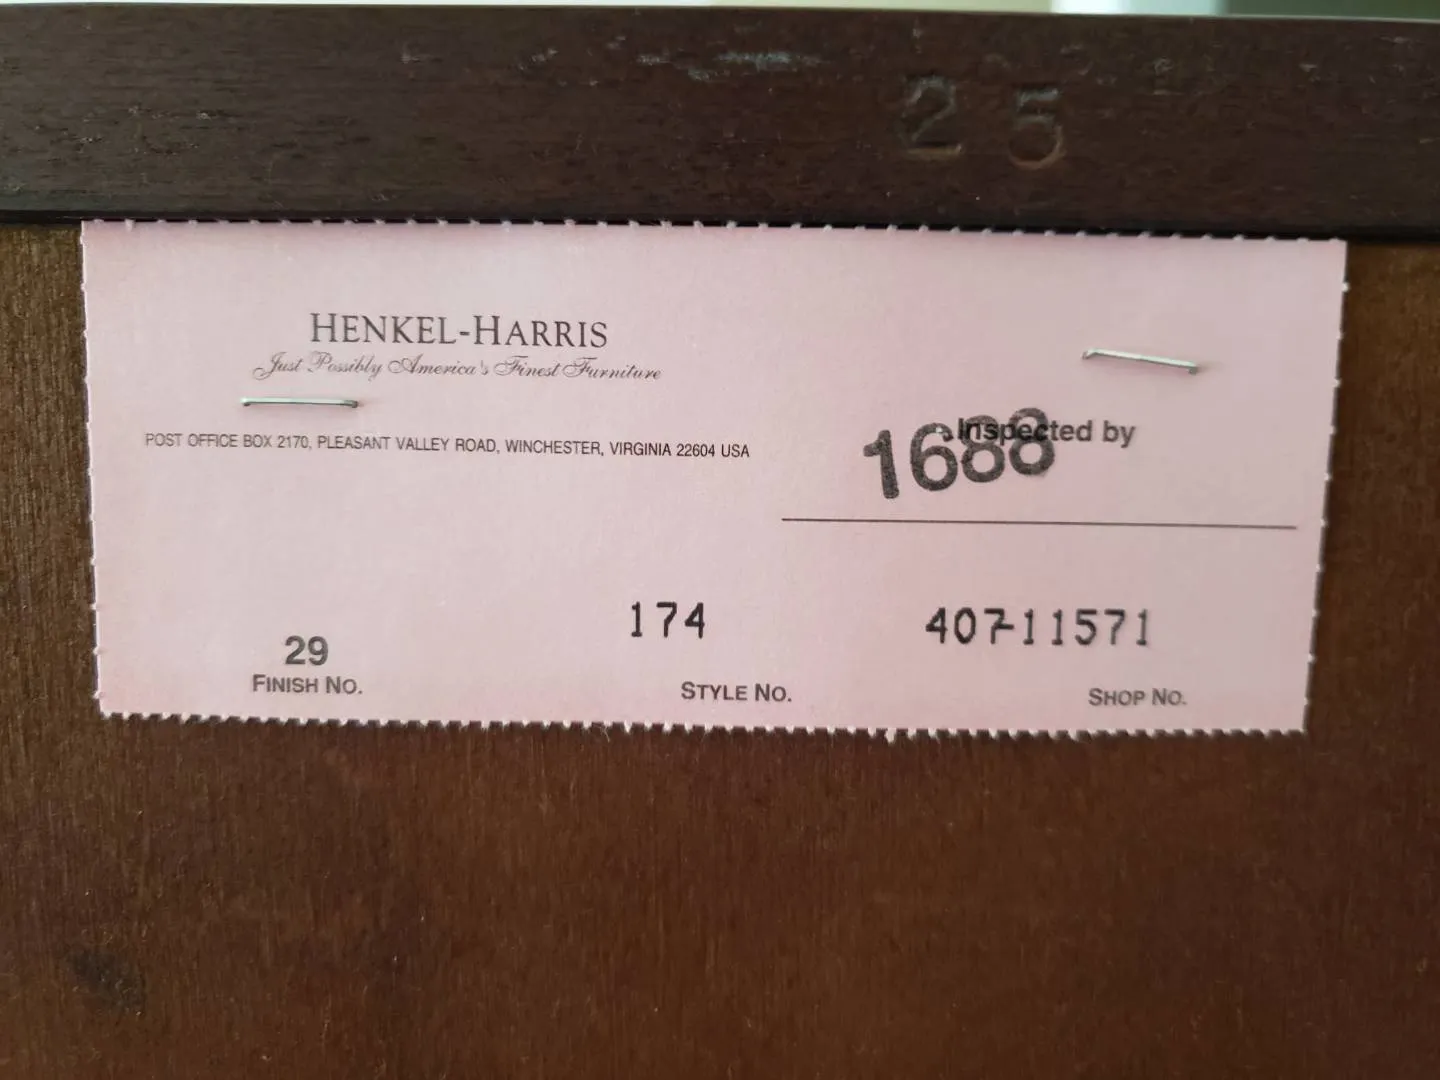 25
HENKEL-HARRIS
Just Possibly America's Finest Furniture
POST OFFICE BOX 2170, PLEASANT VALLEY ROAD, WINCHESTER, VIRGINIA 22604 USA
Inspected by
1688
29
FINISH NO.
174
STYLE NO.
407-11571
SHOP NO.